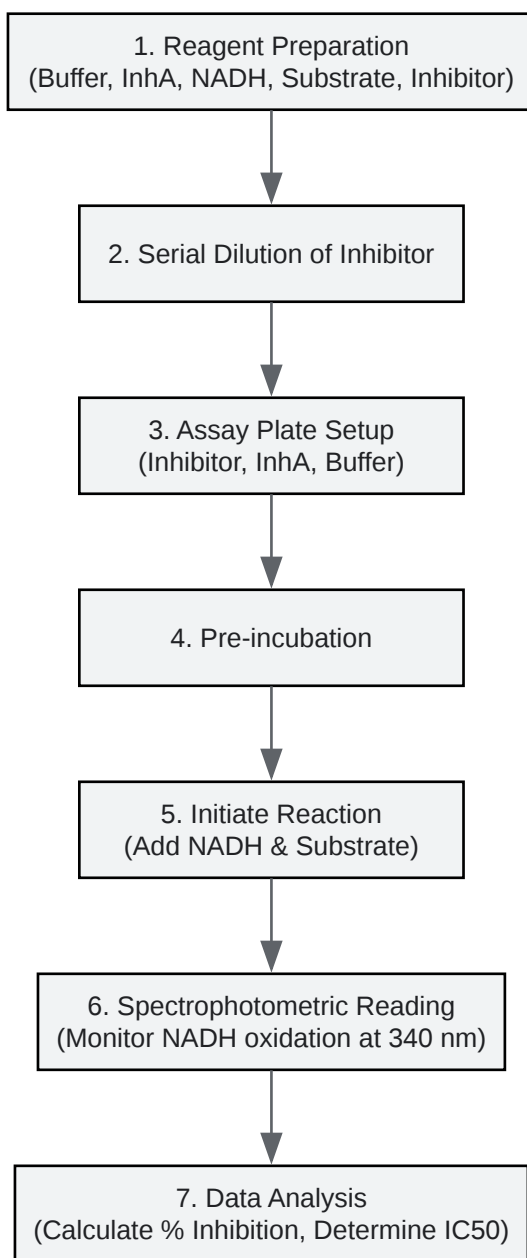 1. Reagent Preparation
(Buffer, InhA, NADH, Substrate, Inhibitor)
2. Serial Dilution of Inhibitor
3. Assay Plate Setup
(Inhibitor, InhA, Buffer)
4. Pre-incubation
5. Initiate Reaction
(Add NADH & Substrate)
6. Spectrophotometric Reading
(Monitor NADH oxidation at 340 nm)
7. Data Analysis
(Calculate % Inhibition, Determine IC50)